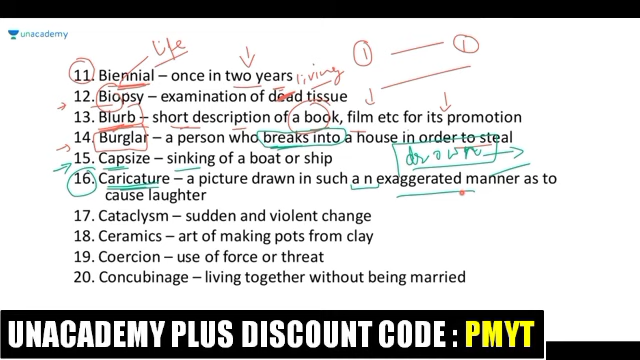 unacademy
life
11. Biennial – once in two years
living
12. Biopsy – examination of dead tissue
13. Blurb – short description of a book, film etc for its promotion
14. Burglar – a person who breaks into a house in order to steal
15. Capsize – sinking of a boat or ship
drown
16. Caricature – a picture drawn in such a n exaggerated manner as to
cause laughter
17. Cataclysm – sudden and violent change
18. Ceramics – art of making pots from clay
19. Coercion – use of force or threat
20. Concubinage – living together without being married
UNACADEMY PLUS DISCOUNT CODE : PMYT